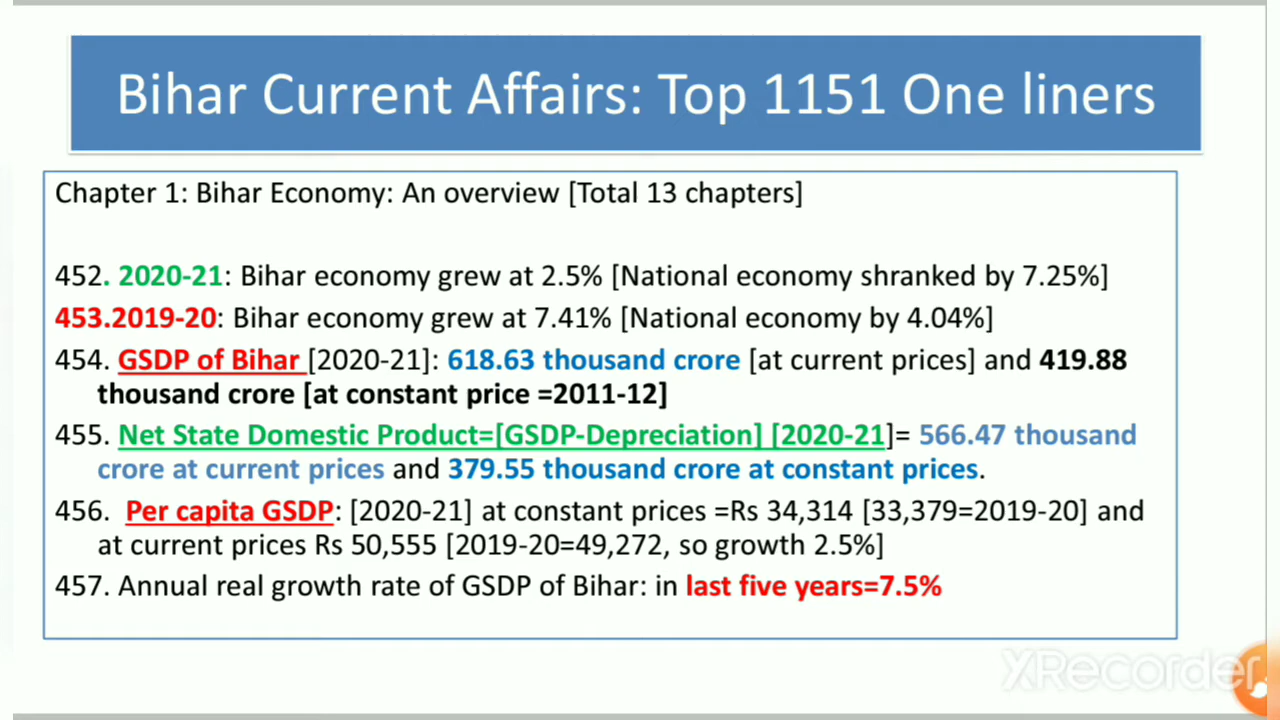 Bihar Current Affairs: Top 1151 One liners
Chapter 1: Bihar Economy: An overview [Total 13 chapters]
452. 2020-21: Bihar economy grew at 2.5% [National economy shranked by 7.25%]
453.2019-20: Bihar economy grew at 7.41% [National economy by 4.04%]
454. GSDP of Bihar [2020-21]: 618.63 thousand crore [at current prices] and 419.88
thousand crore [at constant price =2011-12]
455. Net State Domestic Product=[GSDP-Depreciation] [2020-21]= 566.47 thousand
crore at current prices and 379.55 thousand crore at constant prices.
456. Per capita GSDP: [2020-21] at constant prices =Rs 34,314 [33,379=2019-20] and
at current prices Rs 50,555 [2019-20=49,272, so growth 2.5%]
457. Annual real growth rate of GSDP of Bihar: in last five years=7.5%
XRecorder